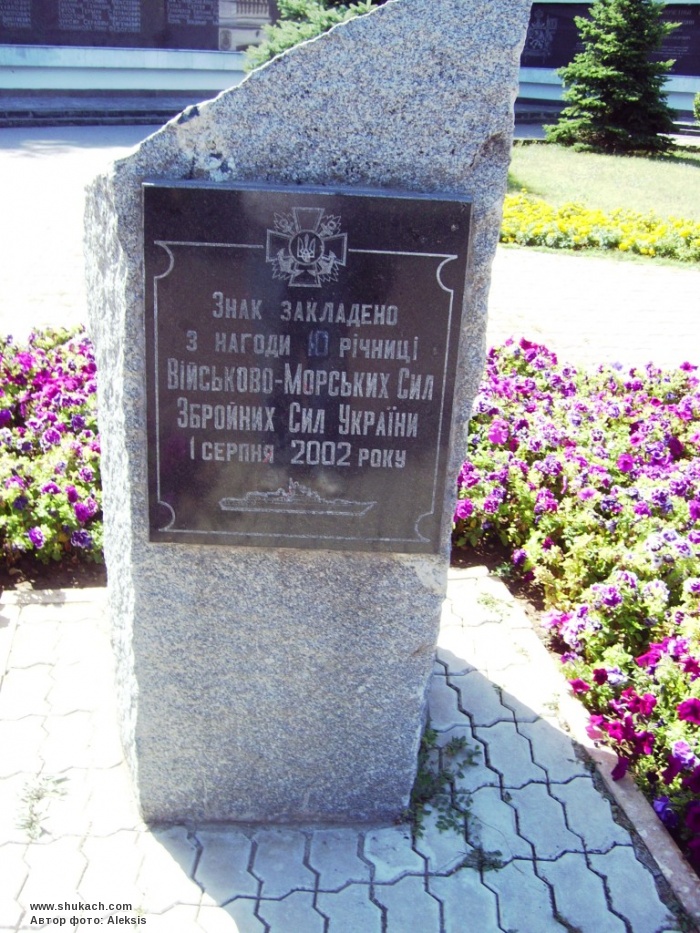 Знак закладено
з нагоди 10 річниці
Військово-Морських Сил
Збройних Сил України
1 серпня 2002 року
www.shukach.com
Автор фото: Aleksis